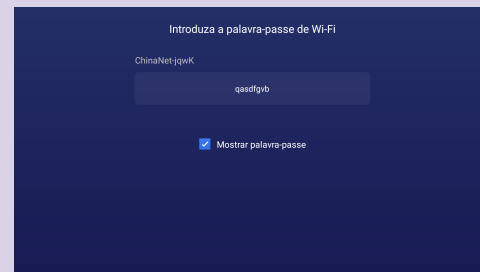 Introduza a palavra-passe de Wi-Fi
ChinaNet-jqwK
qasdfgvb
Mostrar palavra-passe